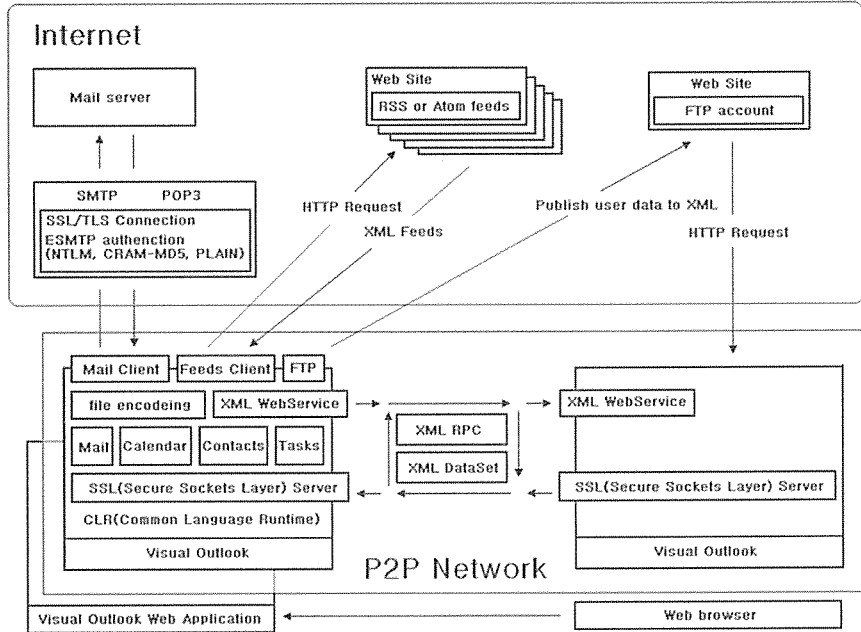 Internet
Mail server
Web Site
RSS or Atom feeds
Web Site
FTP account
SMTP POP3
SSL/TLS Connection
ESMTP authenction
(NTLM, CRAM-MD5, PLAIN)
HTTP Request
XML Feeds
Publish user data to XML
HTTP Request
Mail Client
Feeds Client
FTP
file encodeing
XML WebService
XML WebService
XML RPC
Mail
Calendar
Contacts
Tasks
XML DataSet
SSL(Secure Sockets Layer) Server
SSL(Secure Sockets Layer) Server
CLR(Common Language Runtime)
Visual Outlook
Visual Outlook
P2P Network
Visual Outlook Web Application
Web browser